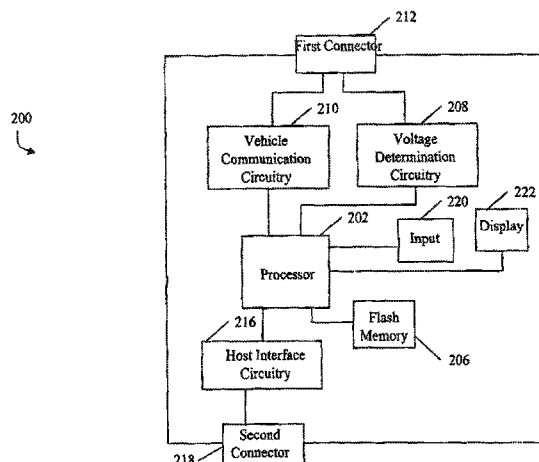 212
First Connector
200
210
208
Vehicle
Communication
Circuitry
Voltage
Determination
Circuitry
222
202
220
Input
Display
Processor
216
Flash
Memory
Host Interface
Circuitry
206
Second
Connector
218